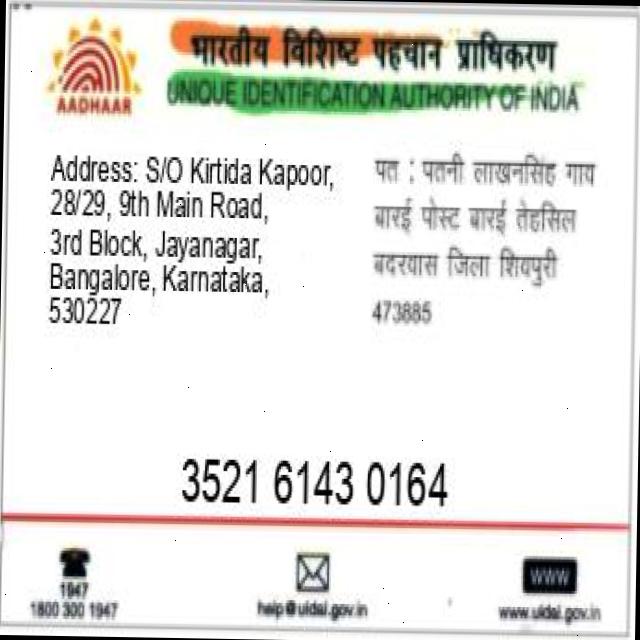 भारतीय विशिष्ट पहचान प्राधिकरण
AADHAAR
UNIQUE IDENTIFICATION AUTHORITY OF INDIA
Address: S/O Kirtida Kapoor,
28/29, 9th Main Road,
3rd Block, Jayanagar,
Bangalore, Karnataka,
530227
पत : पतनी लाखनसिंह गाय
बारई पोस्ट बारई तेहसिल
बदरवास जिला शिवपुरी
473885
3521 6143 0164
1947
1800 300 1947
help@uidai.gov.in
WWW
www.uidai.gov.in